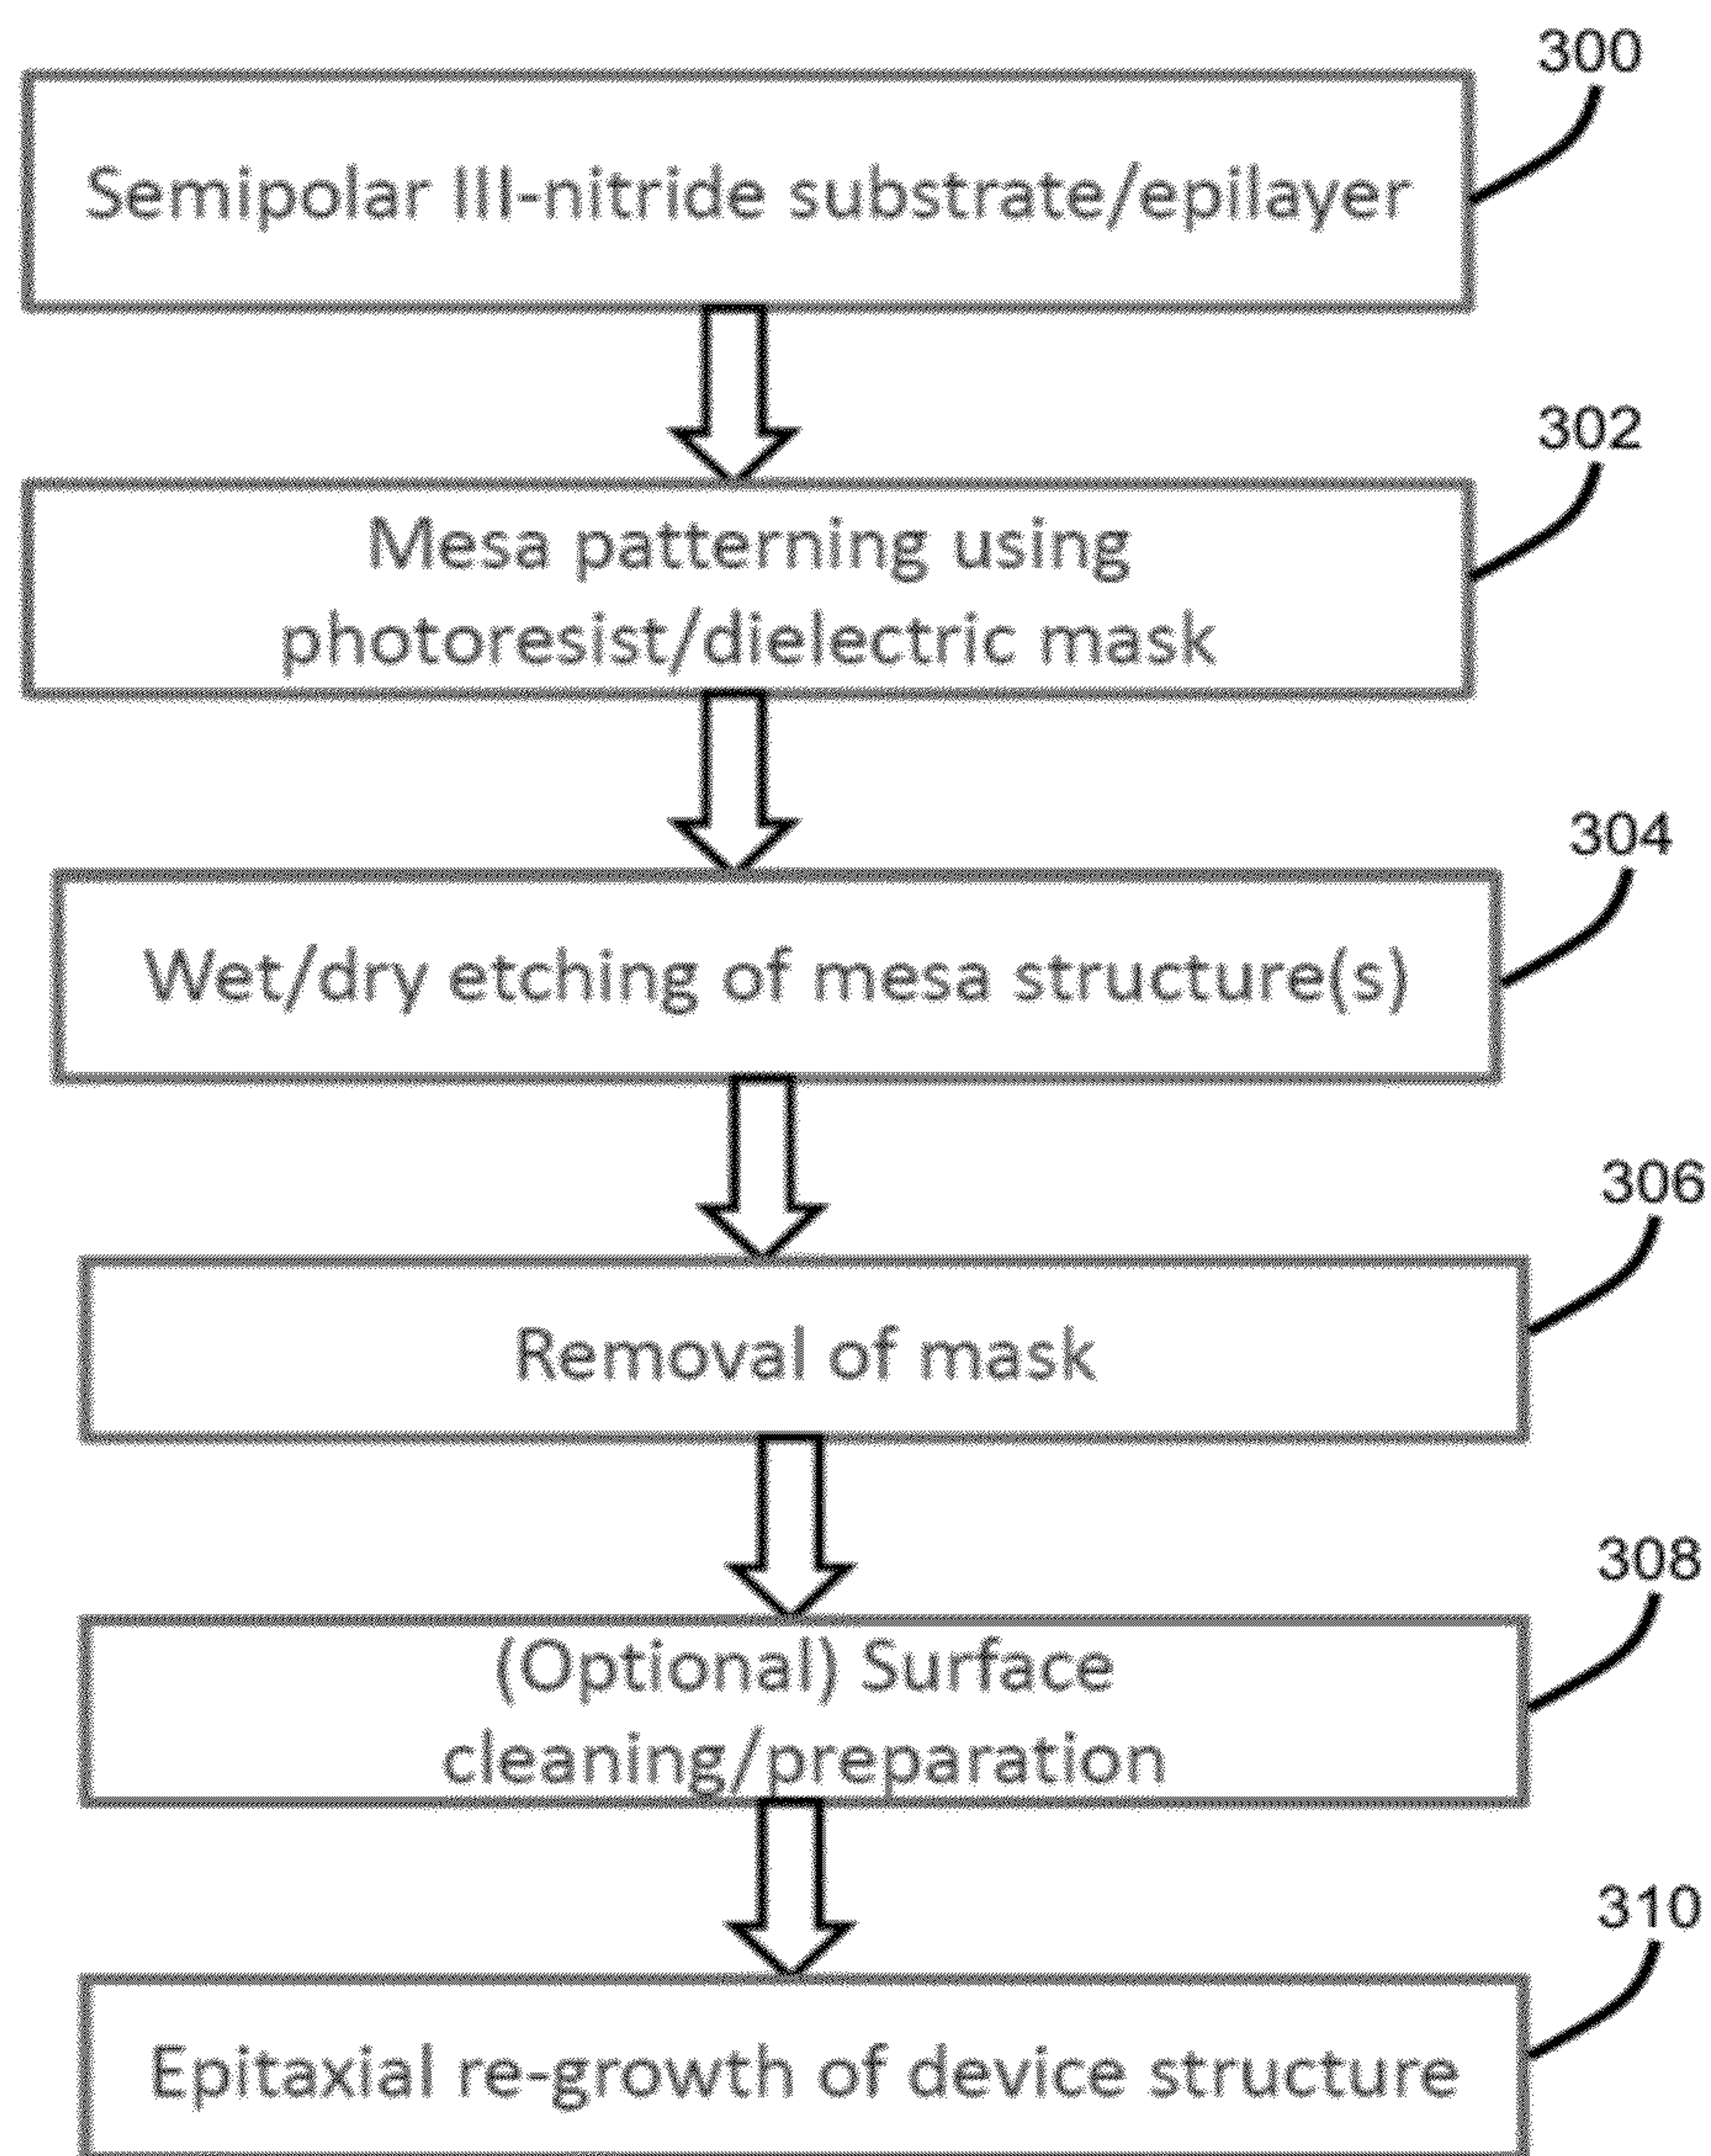 300
Semipolar III-nitride substrate/epilayer
302
Mesa patterning using
photoresist/dielectric mask
304
Wet/dry etching of mesa structure(s)
306
Removal of mask
308
(Optional) Surface
cleaning/preparation
310
Epitaxial re-growth of device structure